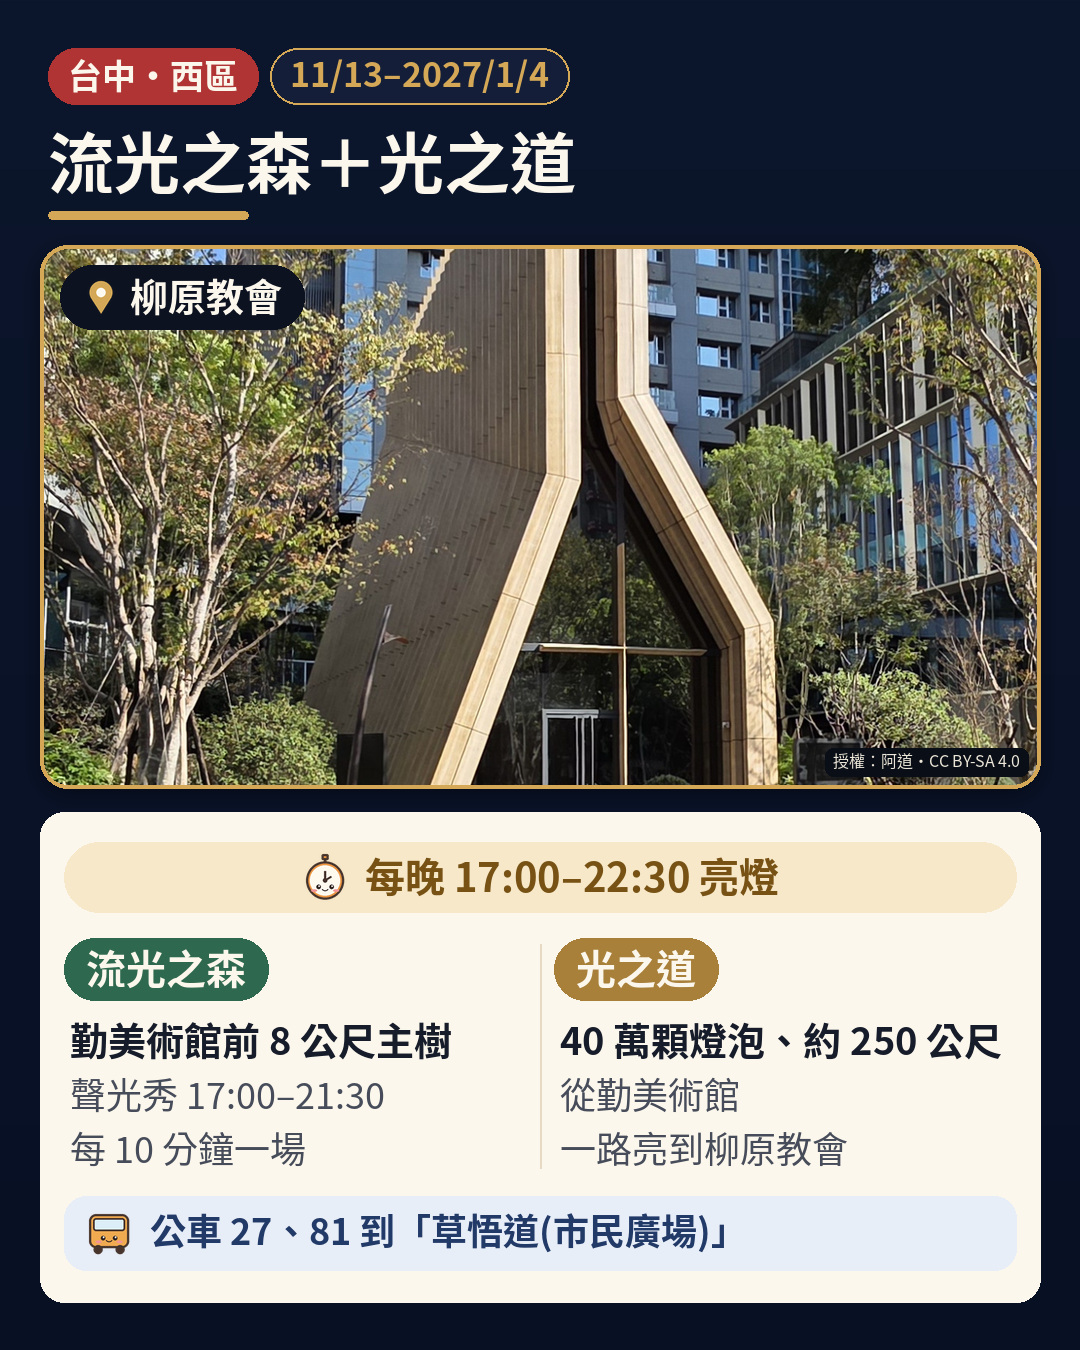 台中・西區
11/13–2027/1/4
流光之森＋光之道
柳原教會
授權：阿道・CC BY-SA 4.0
每晚 17:00–22:30 亮燈
流光之森
勤美術館前 8 公尺主樹
聲光秀 17:00–21:30
每 10 分鐘一場
光之道
40 萬顆燈泡、約 250 公尺
從勤美術館
一路亮到柳原教會
公車 27、81 到「草悟道(市民廣場)」